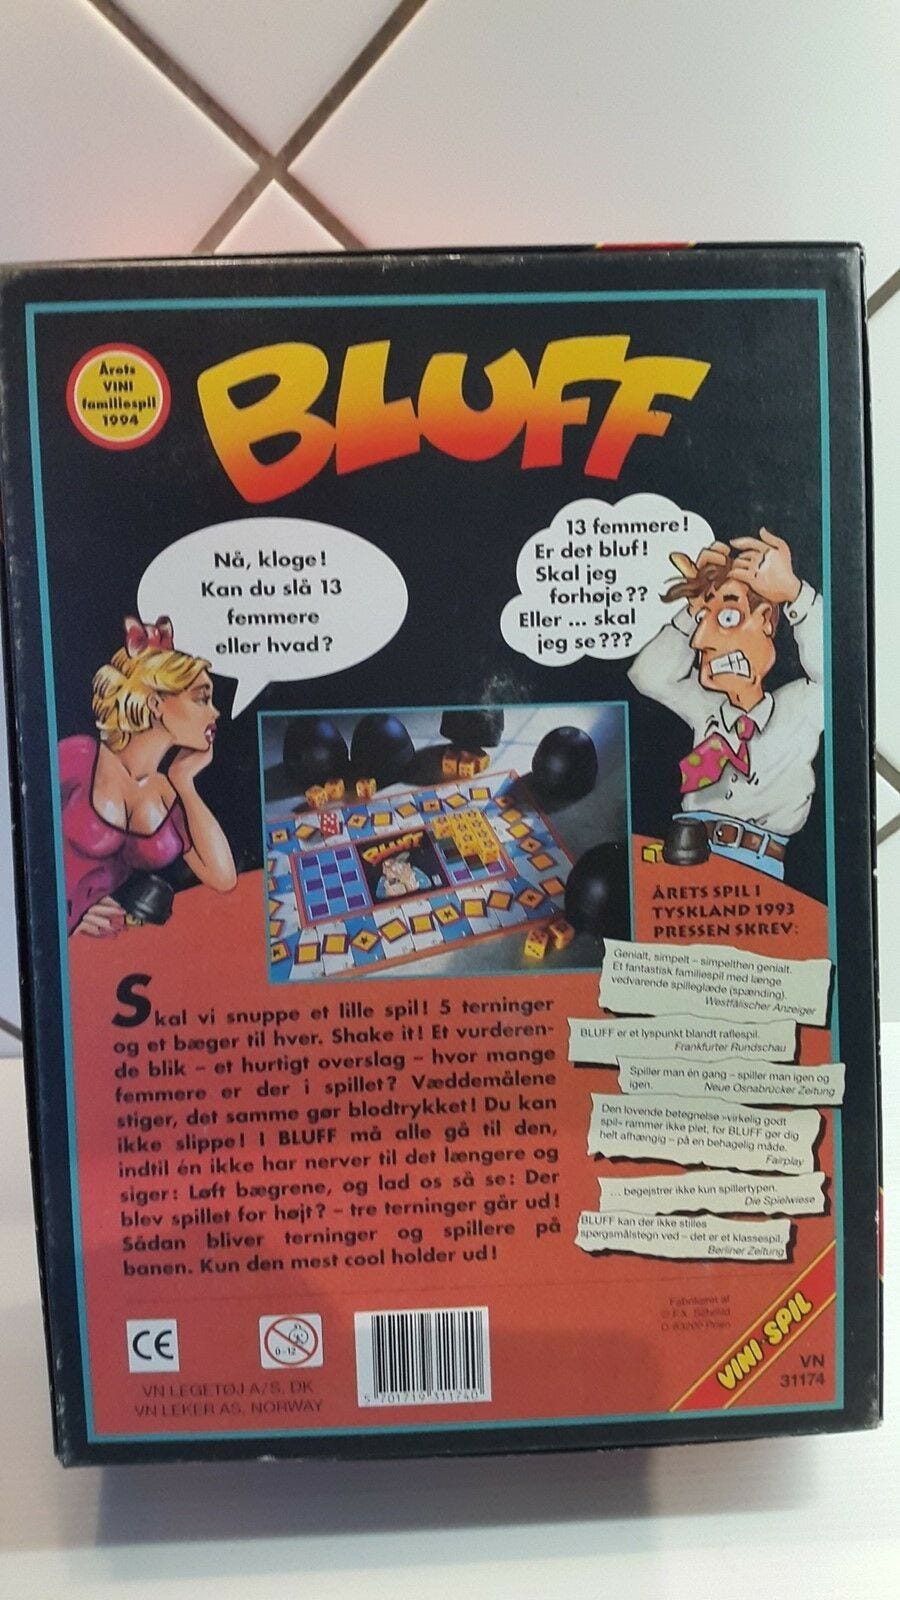 Årets
VINI
familiespil
1994
BLUFF
Nå, kloge!
Kan du slå 13
femmere
eller hvad?
13 femmere!
Er det bluf!
Skal jeg
forhøje??
Eller ... skal
jeg se???
BLUFF
ÅRETS SPIL I
TYSKLAND 1993
PRESSEN SKREV:
Genialt, simpelt – simpelthen genialt.
Et fantastisk familiespil med længe
vedvarende spilleglæde (spænding).
Westfälischer Anzeiger
BLUFF er et lyspunkt blandt raflespil.
Frankfurter Rundschau
Spiller man én gang – spiller man igen og
igen. Neue Osnabrücker Zeitung
Den lovende betegnelse »virkelig godt
spil« rammer ikke plet, for BLUFF gør dig
helt afhængig – på en behagelig måde.
Fairplay
... begejstrer ikke kun spillertypen.
Die Spielwiese
BLUFF kan der ikke stilles
spørgsmålstegn ved – det er et klassespil.
Berliner Zeitung
Skal vi snuppe et lille spil! 5 terninger
og et bæger til hver. Shake it! Et vurderen-
de blik – et hurtigt overslag – hvor mange
femmere er der i spillet? Væddemålene
stiger, det samme gør blodtrykket! Du kan
ikke slippe! I BLUFF må alle gå til den,
indtil én ikke har nerver til det længere og
siger: Løft bægrene, og lad os så se: Der
blev spillet for højt? – tre terninger går ud!
Sådan bliver terninger og spillere på
banen. Kun den mest cool holder ud!
CE
0-12
VN LEGETØJ A/S, DK
VN LEKER AS, NORWAY
5 701719 311740
Fabrikeret af
© F.X. Schmid
D-83209 Prien
VINI SPIL
VN
31174